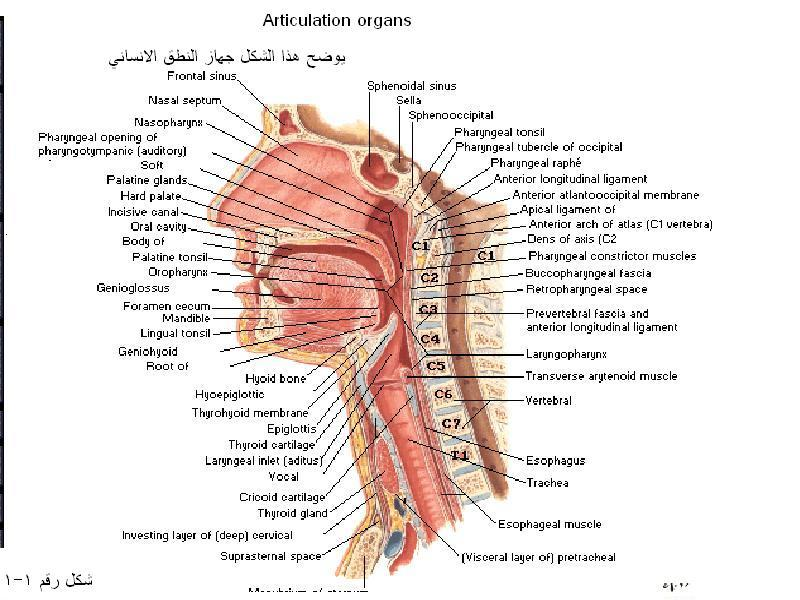 Articulation organs
يوضح هذا الشكل جهاز النطق الانساني
Frontal sinus
Nasal septum
Nasopharynx
Pharyngeal opening of
pharyngotympanic (auditory)
Soft
Palatine glands
Hard palate
Incisive canal
Oral cavity
Body of
Palatine tonsil
Oropharynx
Genioglossus
Foramen cecum
Mandible
Lingual tonsil
Geniohyoid
Root of
Hyoid bone
Hyoepiglottic
Thyrohyoid membrane
Epiglottis
Thyroid cartilage
Laryngeal inlet (aditus)
Vocal
Cricoid cartilage
Thyroid gland
Investing layer of (deep) cervical
Suprasternal space
Sphenoidal sinus
Sella
Sphenooccipital
Pharyngeal tonsil
Pharyngeal tubercle of occipital
Pharyngeal raphé
Anterior longitudinal ligament
Anterior atlantooccipital membrane
Apical ligament of
Anterior arch of atlas (C1 vertebra)
Dens of axis (C2
Pharyngeal constrictor muscles
Buccopharyngeal fascia
Retropharyngeal space
Prevertebral fascia and
anterior longitudinal ligament
Laryngopharynx
Transverse arytenoid muscle
Vertebral
Esophagus
Trachea
Esophageal muscle
(Visceral layer of) pretracheal
C1
C1
C2
C3
C4
C5
C6
C7
T1
شكل رقم ١-١